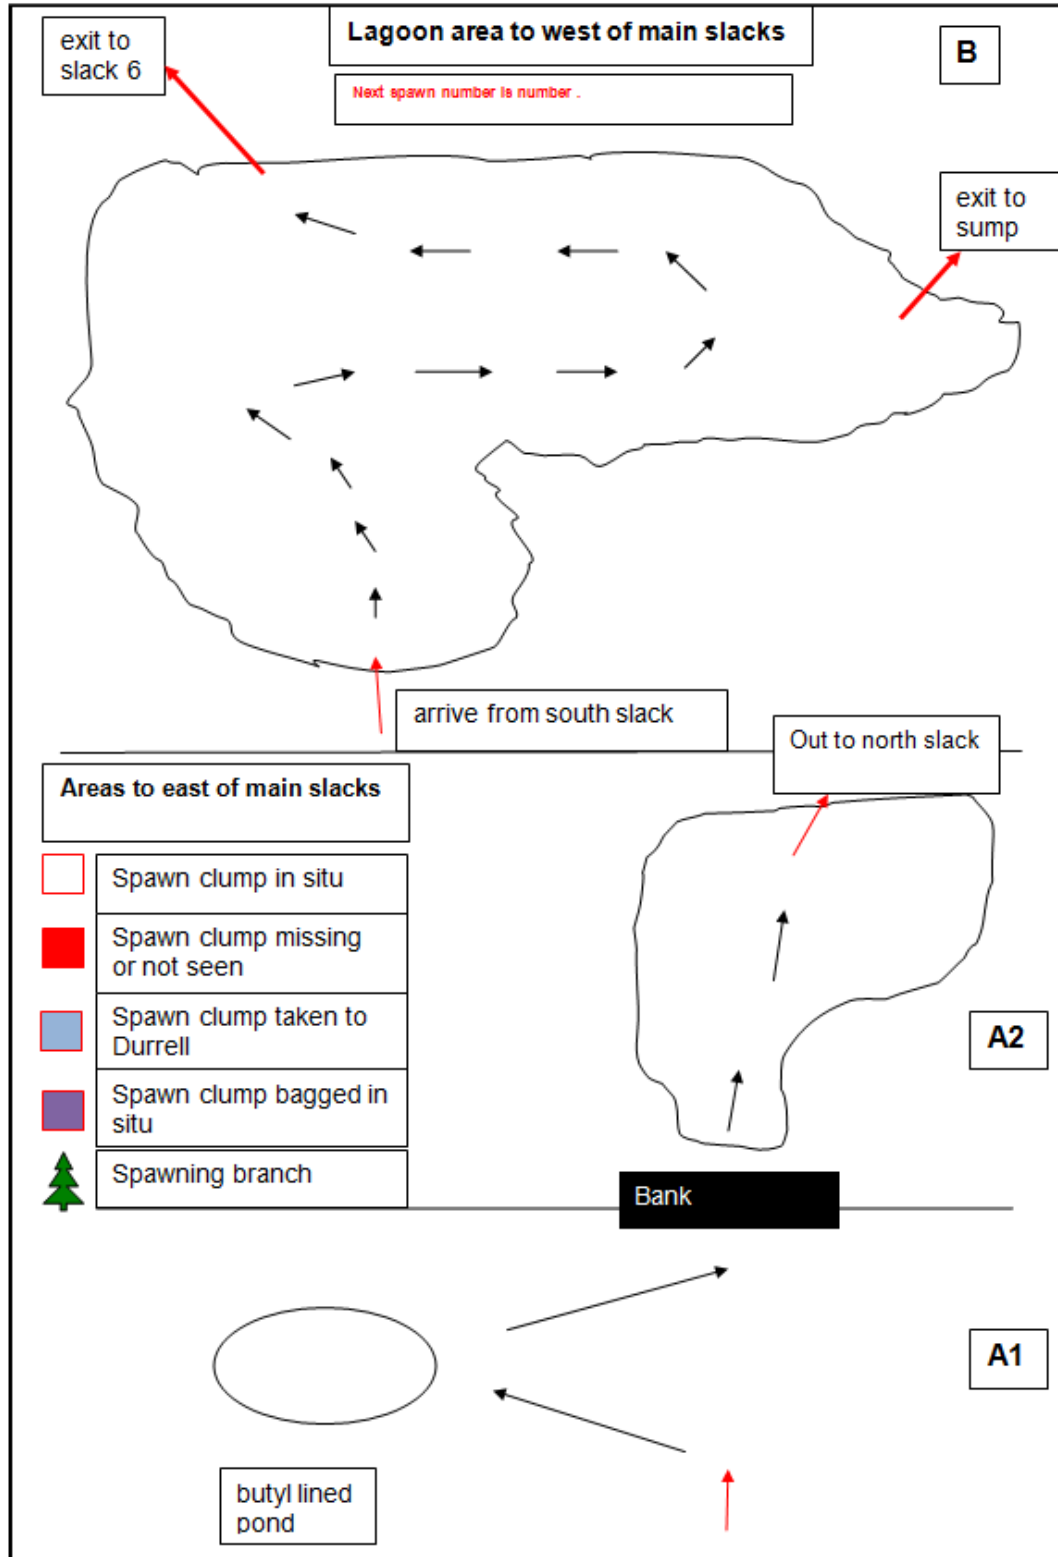 exit to
slack 6
Lagoon area to west of main slacks
B
Next spawn number is number .
exit to
sump
arrive from south slack
Out to north slack
Areas to east of main slacks
Spawn clump in situ
Spawn clump missing
or not seen
Spawn clump taken to
Durrell
Spawn clump bagged in
situ
Spawning branch
A2
Bank
A1
butyl lined
pond